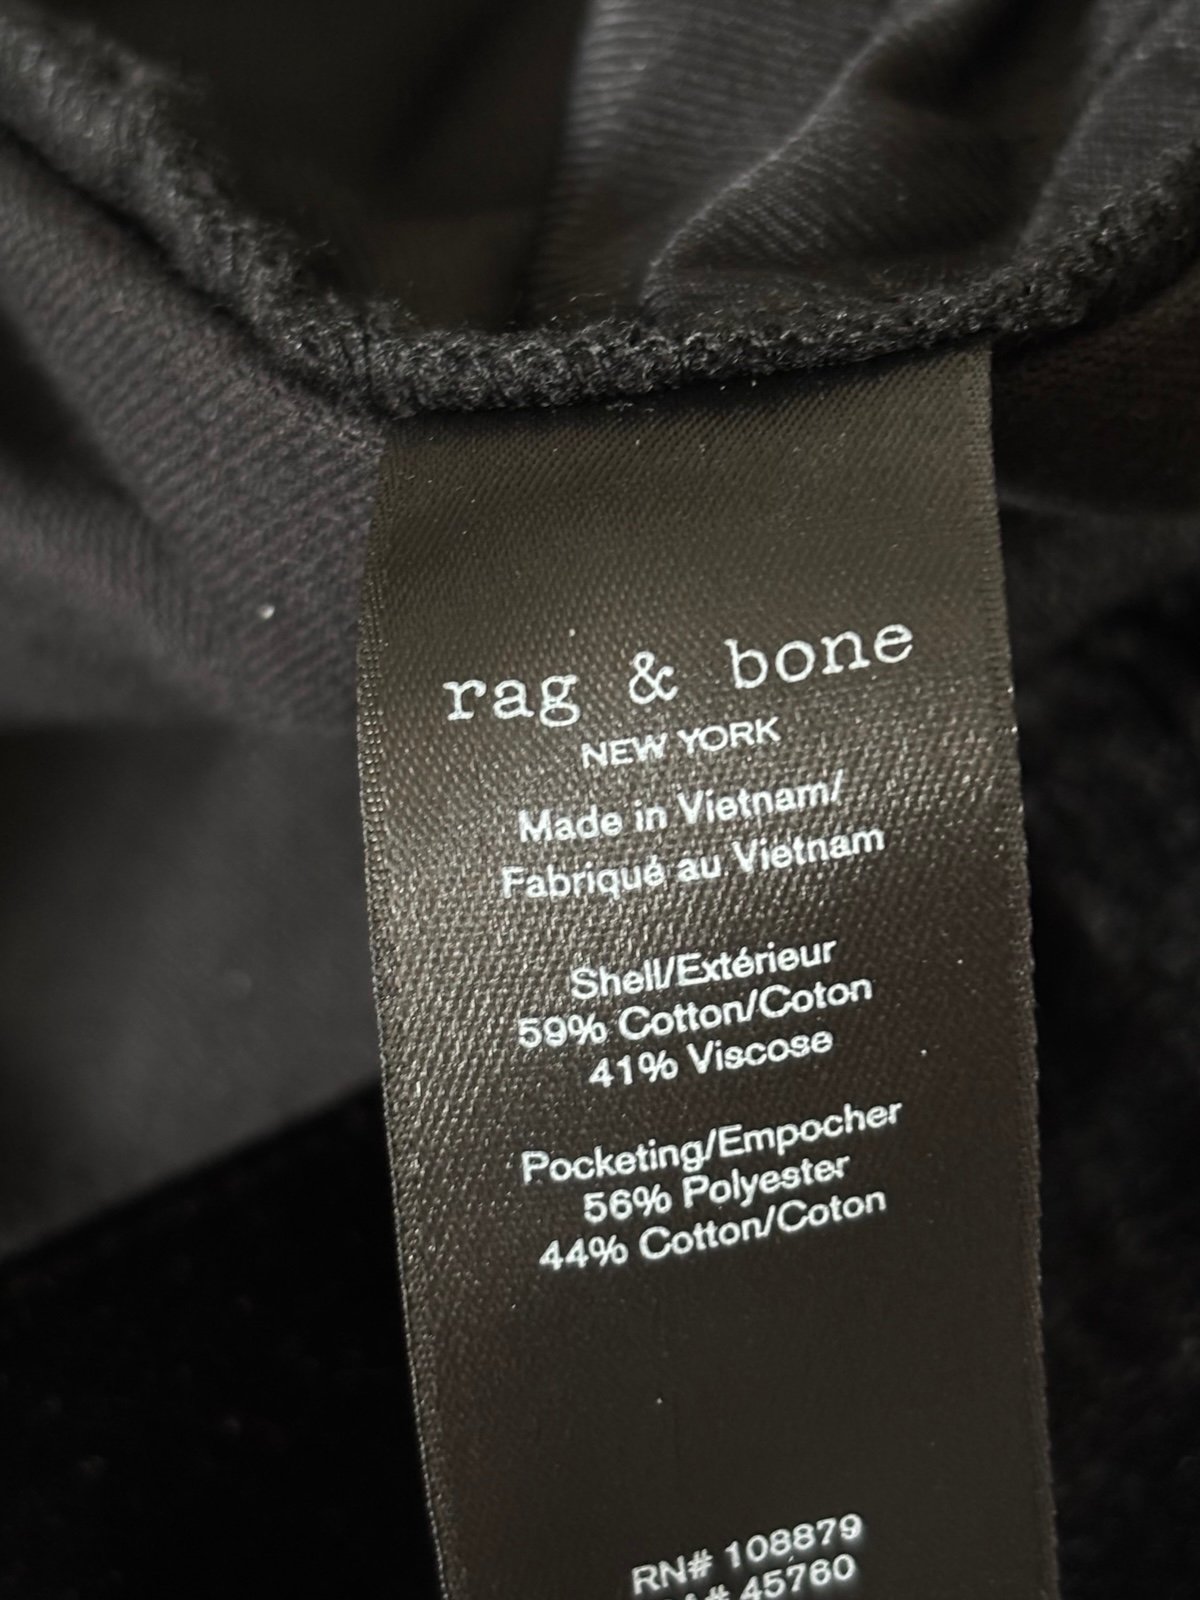 rag & bone
NEW YORK
Made in Vietnam/
Fabriqué au Vietnam
Shell/Extérieur
59% Cotton/Coton
41% Viscose
Pocketing/Empocher
56% Polyester
44% Cotton/Coton
RN# 108879
45760